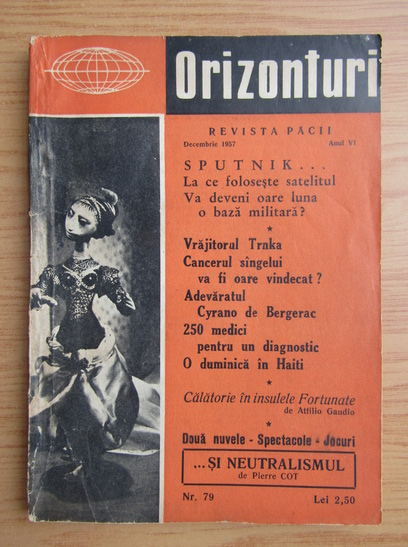 Orizonturi
REVISTA PĂCII
Decembrie 1957 Anul VI
SPUTNIK...
La ce folosește satelitul
Va deveni oare luna
o bază militară?
★
Vrăjitorul Trnka
Cancerul sîngelui
va fi oare vindecat?
Adevăratul
Cyrano de Bergerac
250 medici
pentru un diagnostic
O duminică în Haiti
★
Călătorie în insulele Fortunate
de Attilio Gaudio
★
Două nuvele - Spectacole - Jocuri
...ȘI NEUTRALISMUL
de Pierre COT
Nr. 79 Lei 2,50